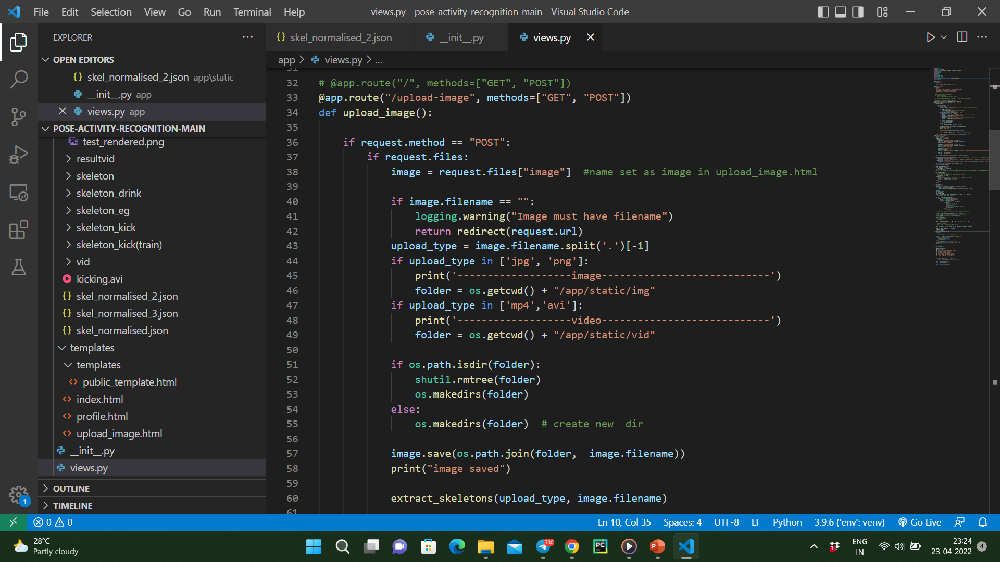 File Edit Selection View Go Run Terminal Help
views.py - pose-activity-recognition-main - Visual Studio Code
EXPLORER
OPEN EDITORS
skel_normalised_2.json app\static
__init__.py app
views.py app
POSE-ACTIVITY-RECOGNITION-MAIN
test_rendered.png
resultvid
skeleton
skeleton_drink
skeleton_eg
skeleton_kick
skeleton_kick(train)
vid
kicking.avi
skel_normalised_2.json
skel_normalised_3.json
skel_normalised.json
templates
templates
public_template.html
index.html
profile.html
upload_image.html
__init__.py
views.py
OUTLINE
TIMELINE
skel_normalised_2.json
__init__.py
views.py
app > views.py > ...
31
32 # @app.route("/", methods=["GET", "POST"])
33 @app.route("/upload-image", methods=["GET", "POST"])
34 def upload_image():
35
36 if request.method == "POST":
37 if request.files:
38 image = request.files["image"] #name set as image in upload_image.html
39
40 if image.filename == "":
41 logging.warning("Image must have filename")
42 return redirect(request.url)
43 upload_type = image.filename.split('.')[-1]
44 if upload_type in ['jpg', 'png']:
45 print('-------------------image----------------------------')
46 folder = os.getcwd() + "/app/static/img"
47 if upload_type in ['mp4','avi']:
48 print('-------------------video----------------------------')
49 folder = os.getcwd() + "/app/static/vid"
50
51 if os.path.isdir(folder):
52 shutil.rmtree(folder)
53 os.makedirs(folder)
54 else:
55 os.makedirs(folder) # create new  dir
56
57 image.save(os.path.join(folder,  image.filename))
58 print("image saved")
59
60 extract_skeletons(upload_type, image.filename)
61
1
0 0
Ln 10, Col 35 Spaces: 4 UTF-8 LF Python 3.9.6 ('env': venv) Go Live
28°C
Partly cloudy
330
PC
P
3
ENG
IN
23:24
23-04-2022
4